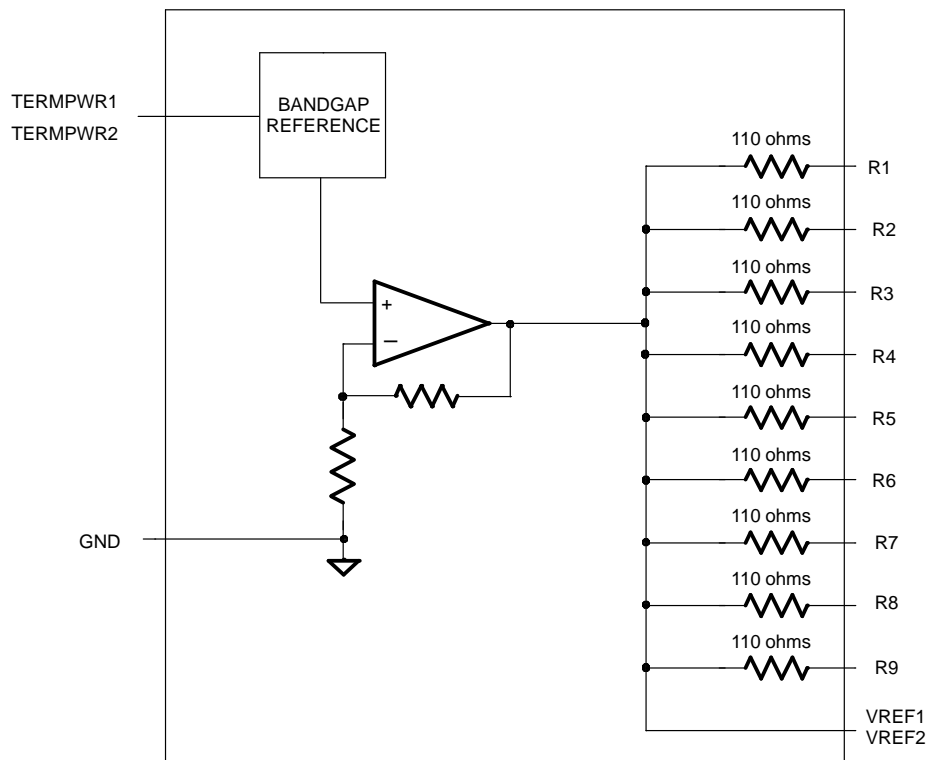 TERMPWR1
TERMPWR2
BANDGAP
REFERENCE
110 ohms
R1
110 ohms
R2
110 ohms
R3
110 ohms
R4
110 ohms
R5
110 ohms
R6
110 ohms
R7
110 ohms
R8
110 ohms
R9
+
−
GND
VREF1
VREF2